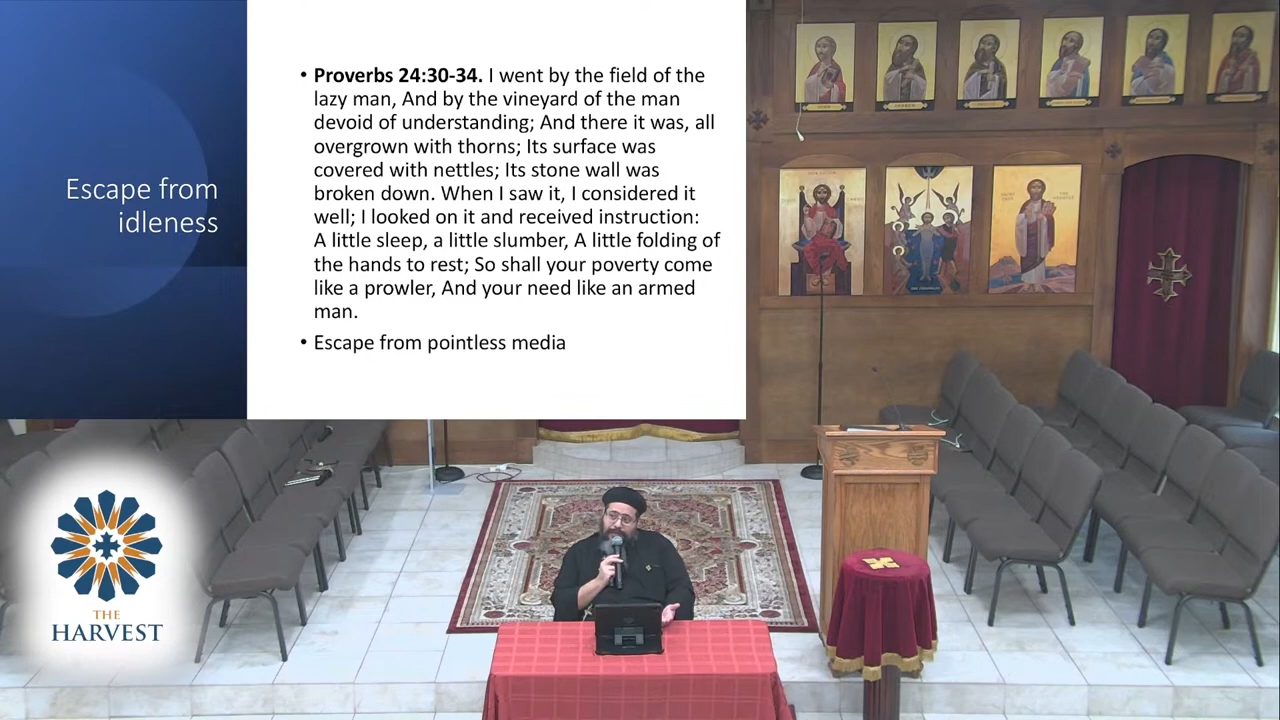 Escape from
idleness
• Proverbs 24:30-34. I went by the field of the
lazy man, And by the vineyard of the man
devoid of understanding; And there it was, all
overgrown with thorns; Its surface was
covered with nettles; Its stone wall was
broken down. When I saw it, I considered it
well; I looked on it and received instruction:
A little sleep, a little slumber, A little folding of
the hands to rest; So shall your poverty come
like a prowler, And your need like an armed
man.
• Escape from pointless media
THE
HARVEST